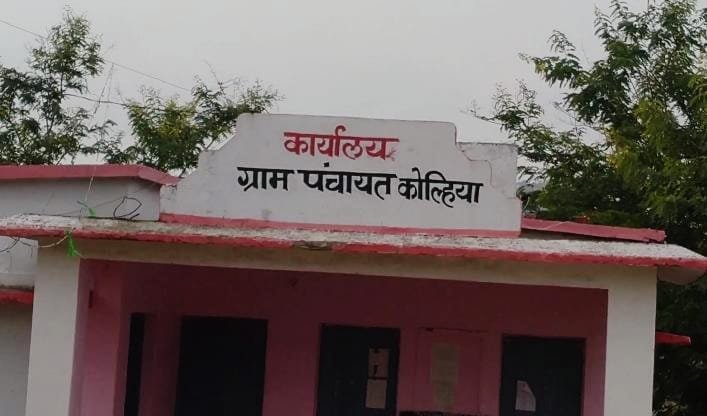 कार्यालय
ग्राम पंचायत कोल्हिया